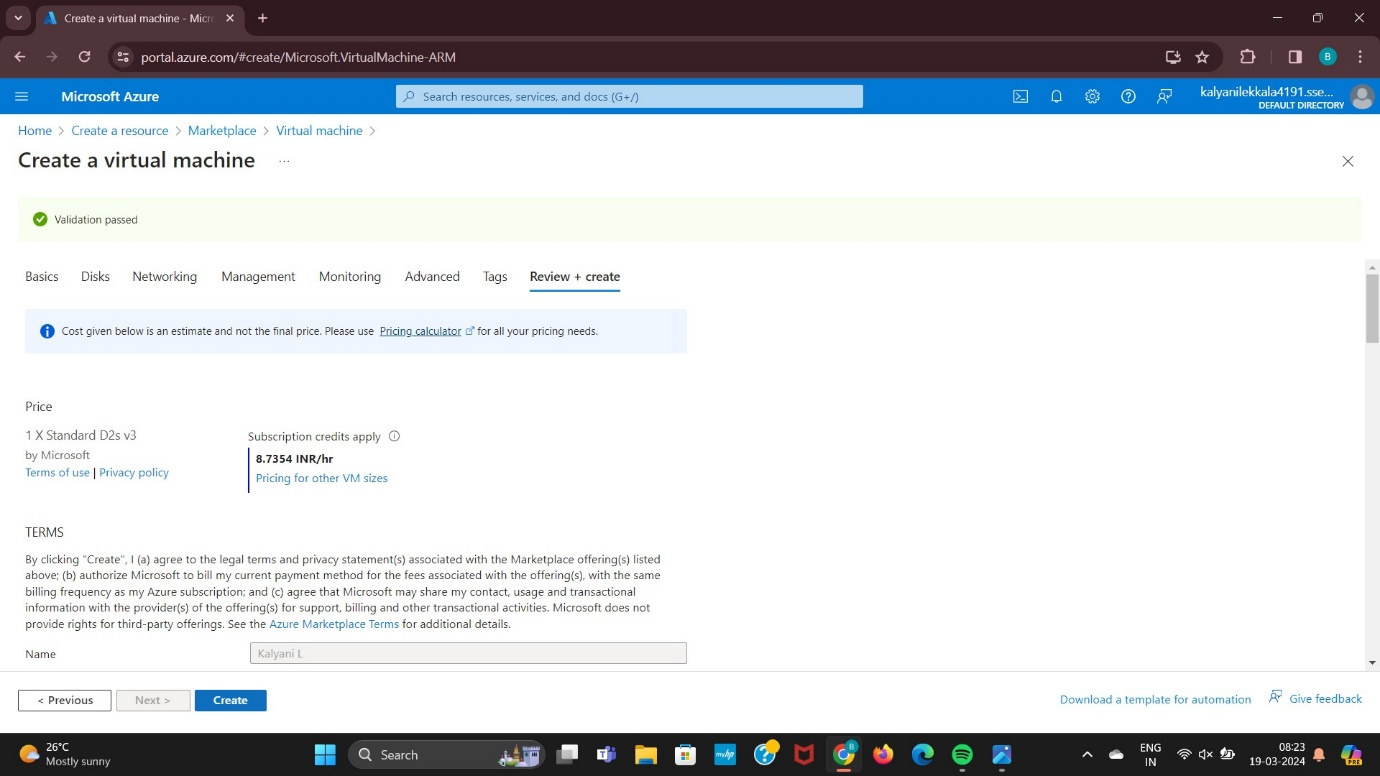 Create a virtual machine - Micr
portal.azure.com/#create/Microsoft.VirtualMachine-ARM
B
Microsoft Azure
Search resources, services, and docs (G+/)
kalyanilekkala4191.sse...
DEFAULT DIRECTORY
Home > Create a resource > Marketplace > Virtual machine >
Create a virtual machine ...
Validation passed
Basics Disks Networking Management Monitoring Advanced Tags Review + create
Cost given below is an estimate and not the final price. Please use Pricing calculator for all your pricing needs.
Price
1 X Standard D2s v3
by Microsoft
Terms of use | Privacy policy
Subscription credits apply
8.7354 INR/hr
Pricing for other VM sizes
TERMS
By clicking "Create", I (a) agree to the legal terms and privacy statement(s) associated with the Marketplace offering(s) listed
above; (b) authorize Microsoft to bill my current payment method for the fees associated with the offering(s), with the same
billing frequency as my Azure subscription; and (c) agree that Microsoft may share my contact, usage and transactional
information with the provider(s) of the offering(s) for support, billing and other transactional activities. Microsoft does not
provide rights for third-party offerings. See the Azure Marketplace Terms for additional details.
Name Kalyani L
< Previous Next > Create
Download a template for automation Give feedback
26°C
Mostly sunny
Search
myhp
B
ENG
IN
08:23
19-03-2024
PRE